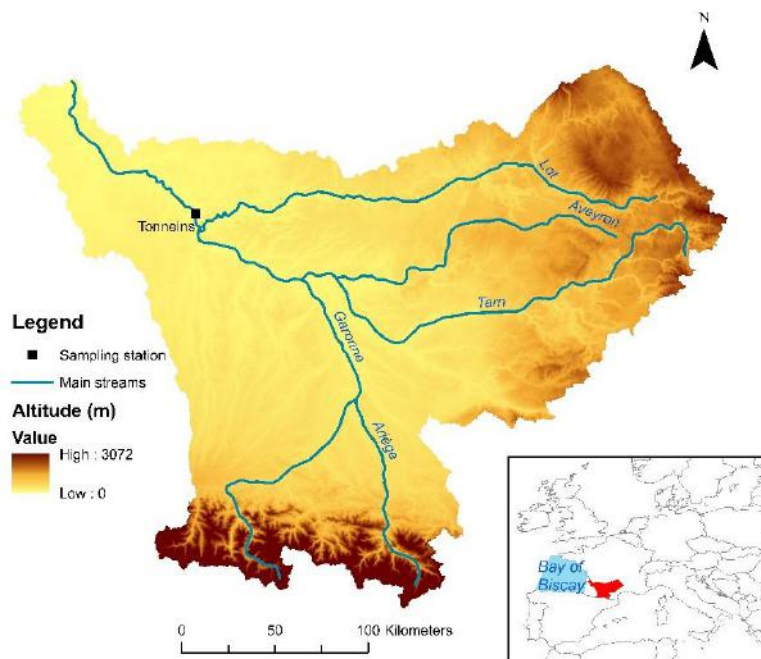 N
Lot
Aveyron
Tonneins
Tarn
Garonne
Ariège
Legend
Sampling station
Main streams
Altitude (m)
Value
High : 3072
Low : 0
0 50 100 Kilometers
Bay of
Biscay